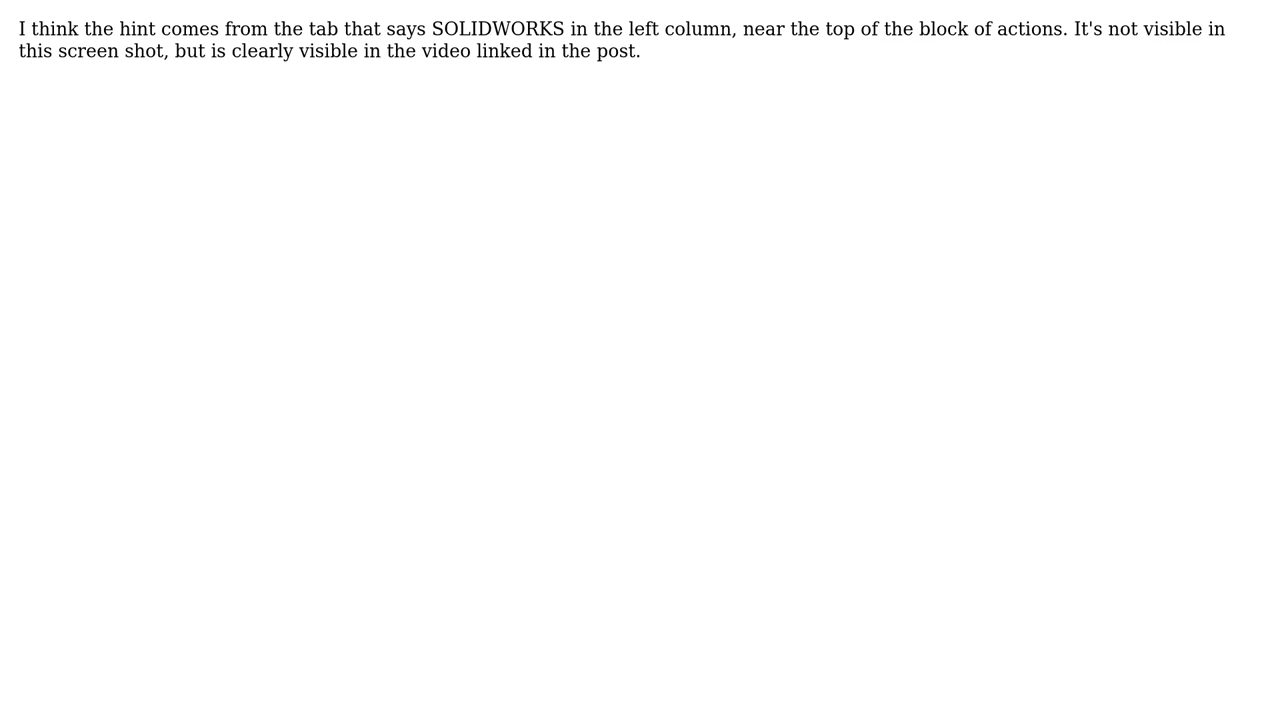 I think the hint comes from the tab that says SOLIDWORKS in the left column, near the top of the block of actions. It's not visible in
this screen shot, but is clearly visible in the video linked in the post.